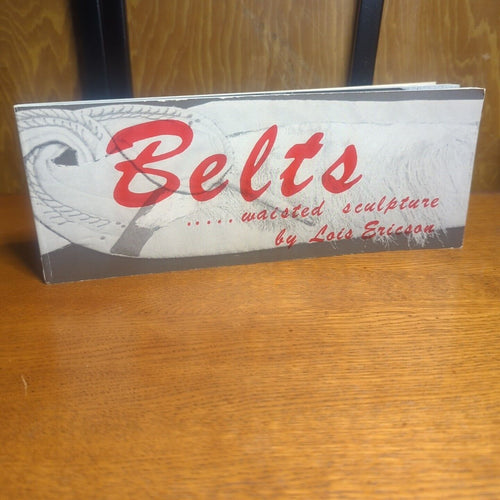 Belts
.....waisted sculpture
by Lois Ericson